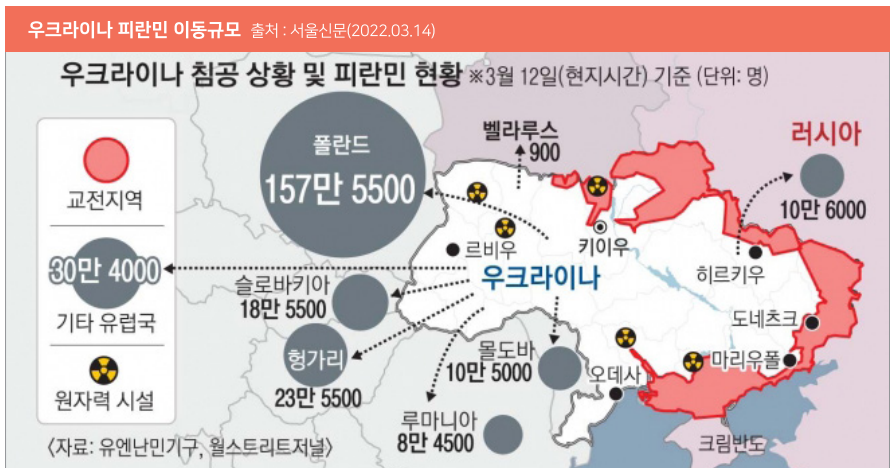 우크라이나 피란민 이동규모 출처 : 서울신문(2022.03.14)
우크라이나 침공 상황 및 피란민 현황 ※3월 12일(현지시간) 기준 (단위: 명)
교전지역
30만 4000
기타 유럽국
원자력 시설
폴란드
157만 5500
벨라루스
900
러시아
10만 6000
르비우
키이우
우크라이나
히르키우
슬로바키아
18만 5500
도네츠크
헝가리
23만 5500
몰도바
10만 5000
마리우폴
오데사
루마니아
8만 4500
크림반도
〈자료: 유엔난민기구, 월스트리트저널〉